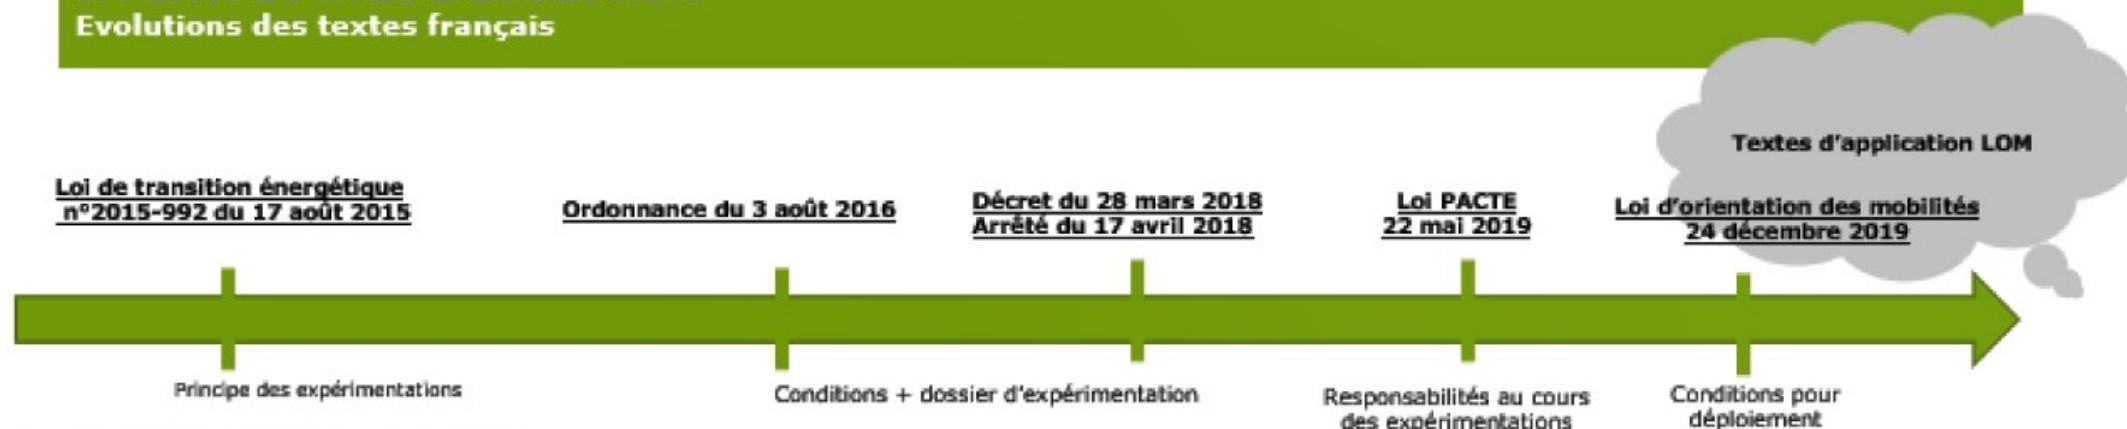 Evolutions des textes français
Textes d'application LOM
Loi de transition énergétique
n°2015-992 du 17 août 2015
Ordonnance du 3 août 2016
Décret du 28 mars 2018
Arrêté du 17 avril 2018
Loi PACTE
22 mai 2019
Loi d'orientation des mobilités
24 décembre 2019
Principe des expérimentations
Conditions + dossier d'expérimentation
Responsabilités au cours
des expérimentations
Conditions pour
déploiement